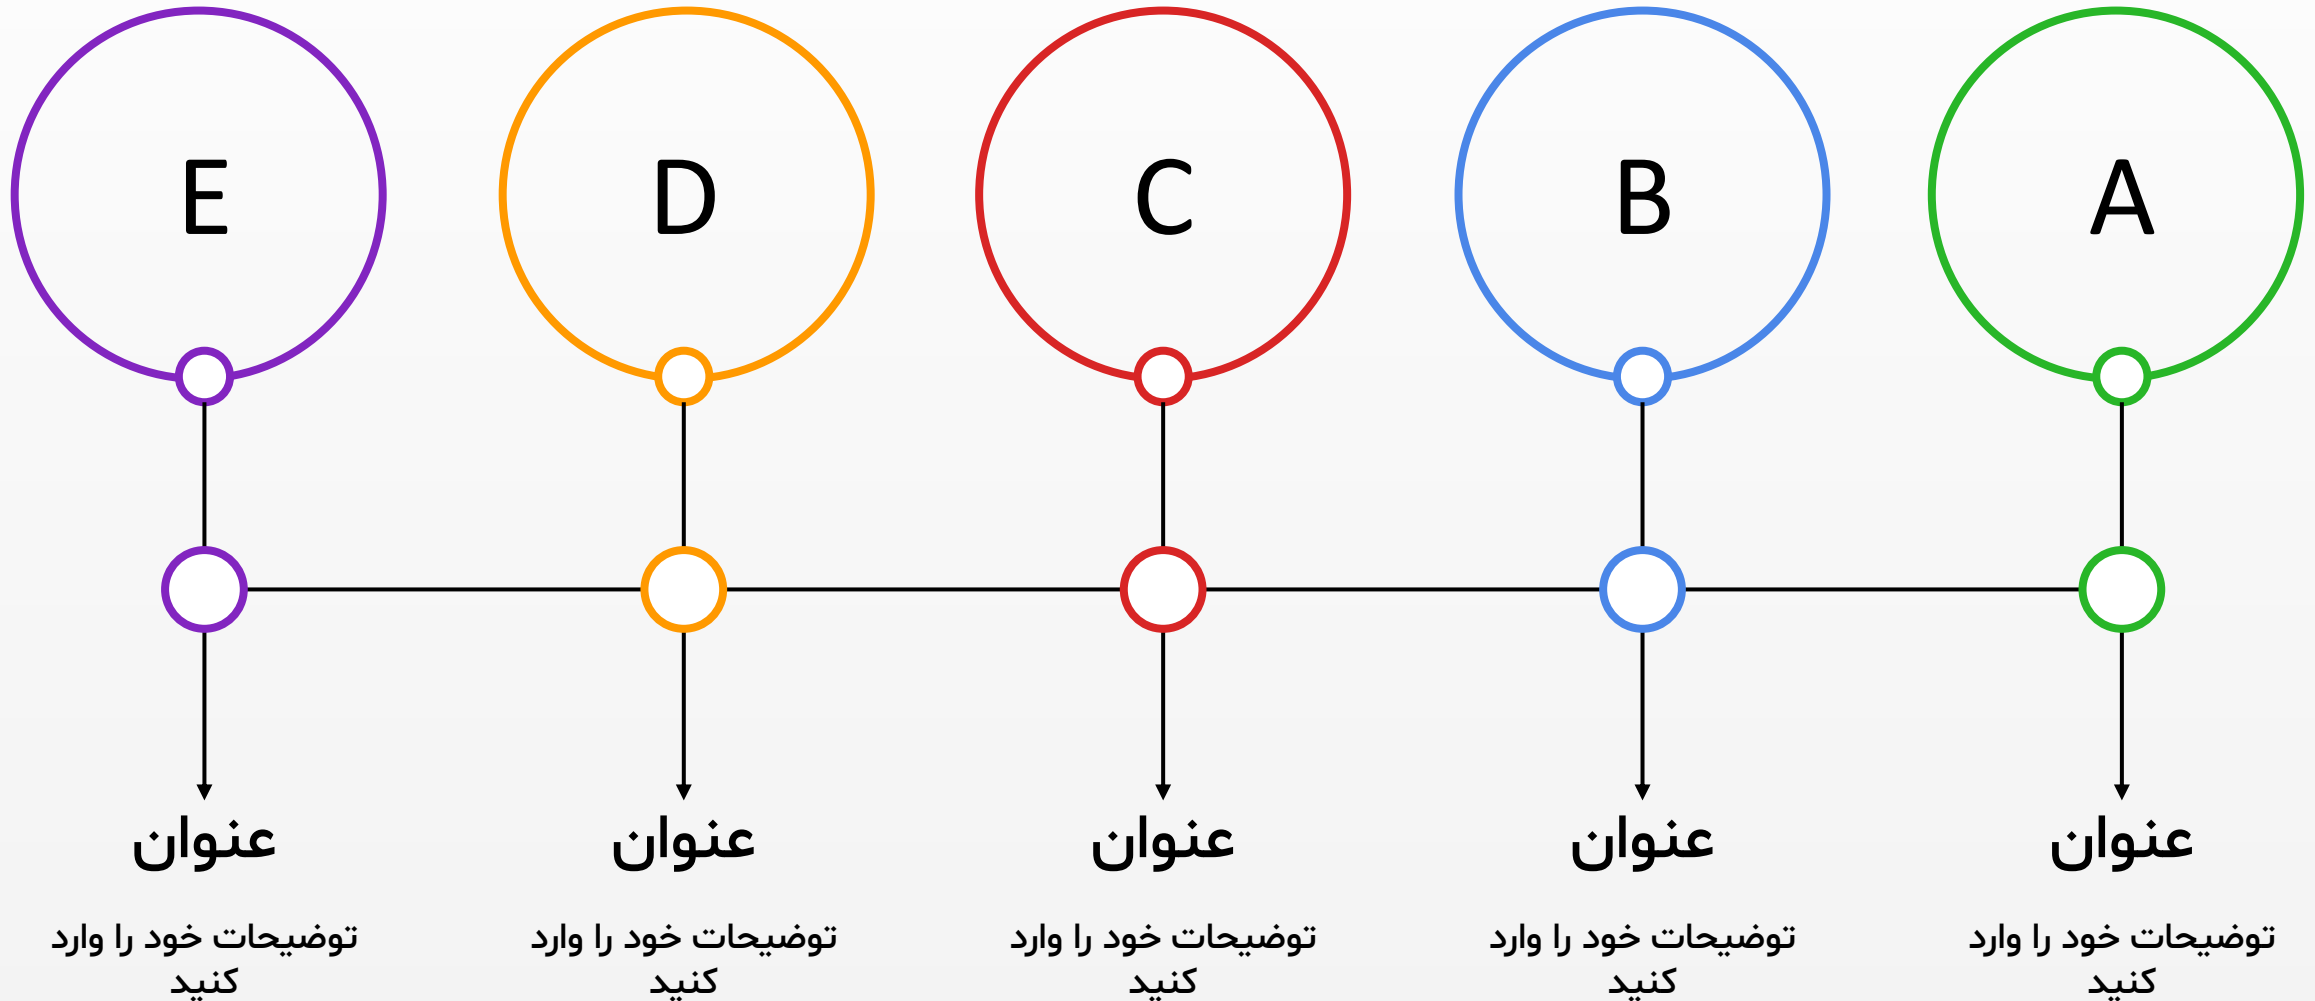 A
B
C
D
E
عنوان
توضیحات خود را وارد
کنید
عنوان
توضیحات خود را وارد
کنید
عنوان
توضیحات خود را وارد
کنید
عنوان
توضیحات خود را وارد
کنید
عنوان
توضیحات خود را وارد
کنید